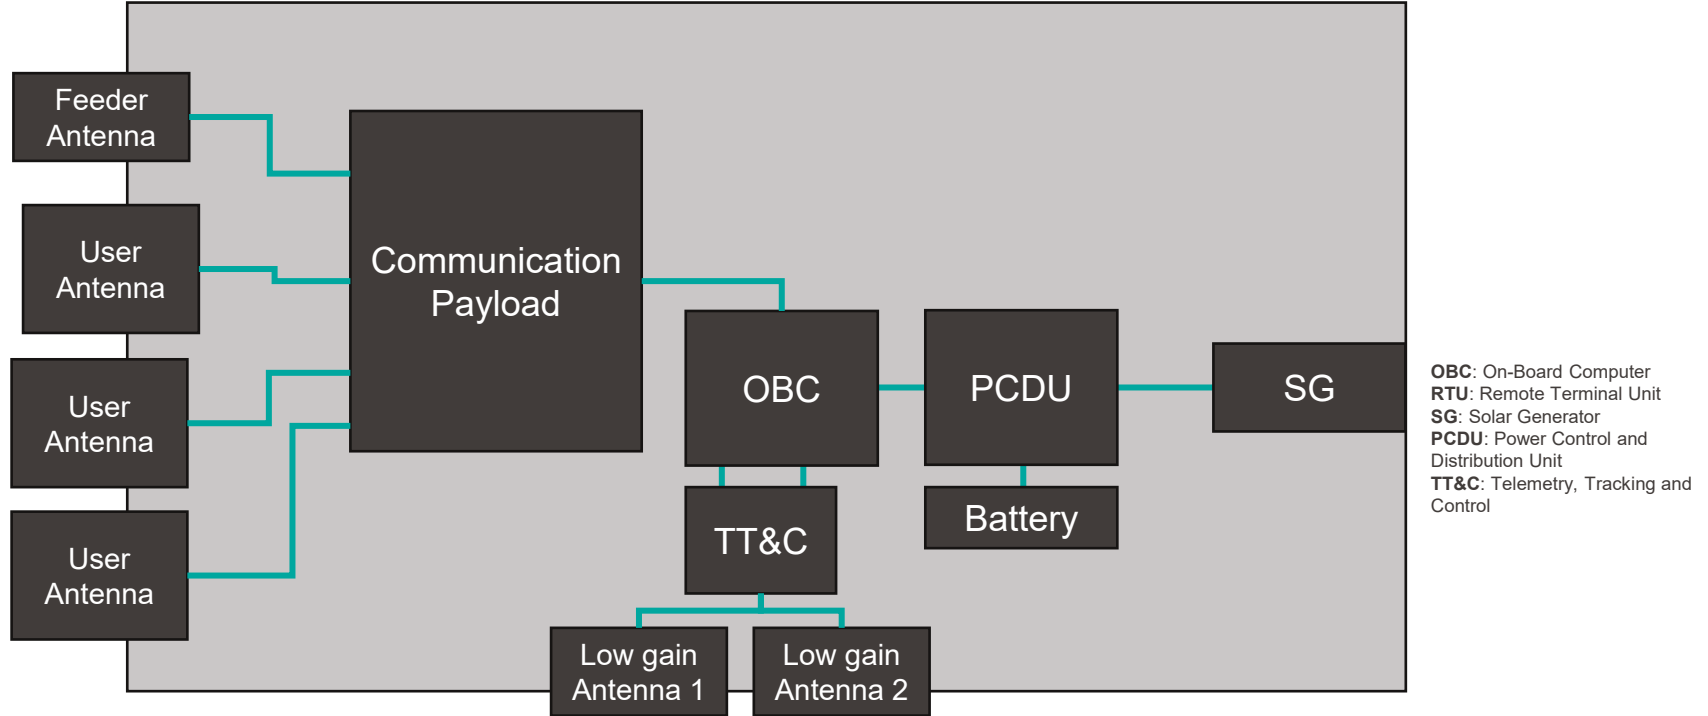 Feeder
Antenna
User
Antenna
User
Antenna
User
Antenna
Communication
Payload
OBC
PCDU
SG
TT&C
Battery
Low gain
Antenna 1
Low gain
Antenna 2
OBC: On-Board Computer
RTU: Remote Terminal Unit
SG: Solar Generator
PCDU: Power Control and
Distribution Unit
TT&C: Telemetry, Tracking and
Control